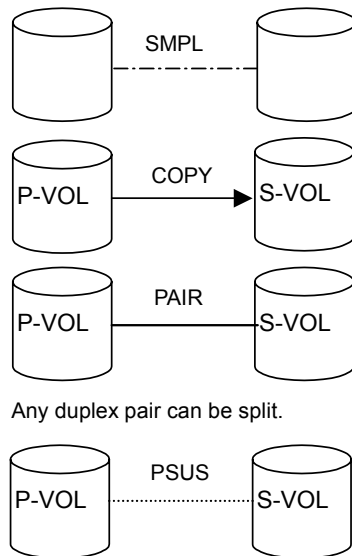 SMPL
COPY
P-VOL
S-VOL
PAIR
P-VOL
S-VOL
Any duplex pair can be split.
PSUS
P-VOL
S-VOL